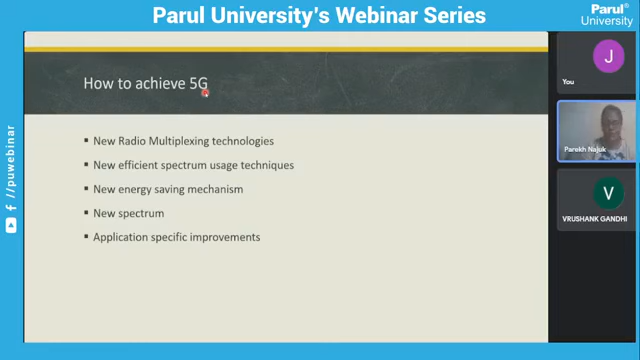 Parul University's Webinar Series
Parul®
University
How to achieve 5G
▪ New Radio Multiplexing technologies
▪ New efficient spectrum usage techniques
▪ New energy saving mechanism
▪ New spectrum
▪ Application specific improvements
J
You
Parekh Najuk
V
VRUSHANK GANDHI
f //puwebinar